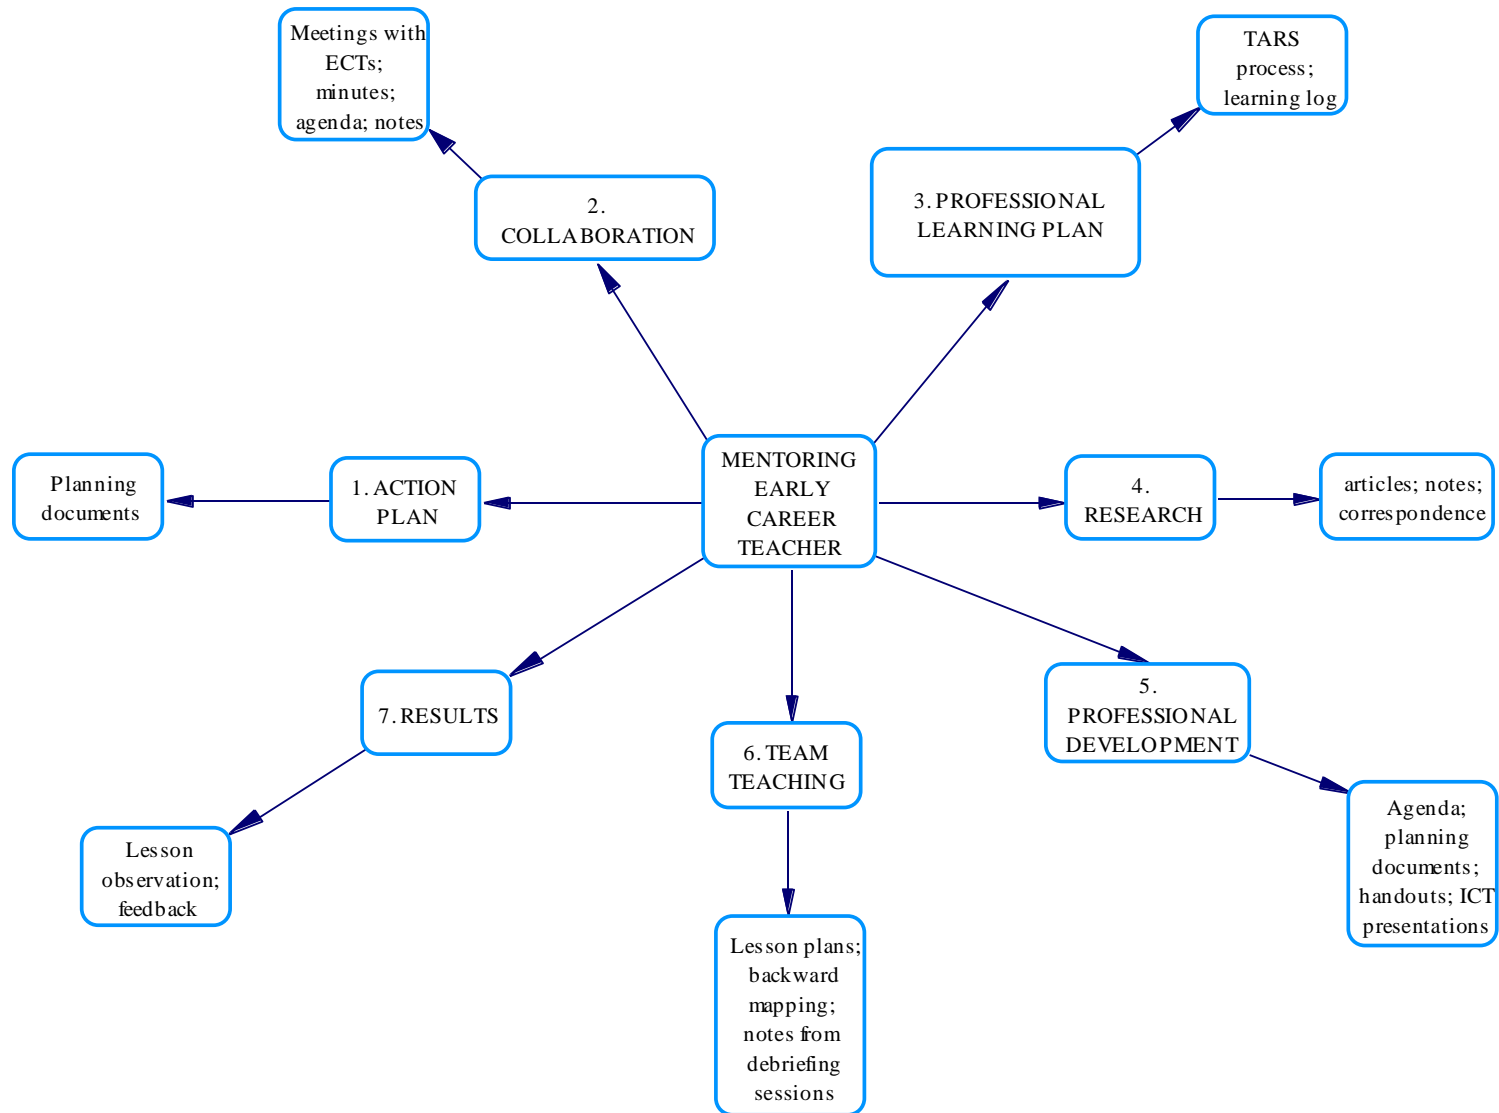 Meetings with
ECTs;
minutes;
agenda; notes
TARS
process;
learning log
2.
COLLABORATION
3. PROFESSIONAL
LEARNING PLAN
Planning
documents
1. ACTION
PLAN
MENTORING
EARLY
CAREER
TEACHER
4.
RESEARCH
articles; notes;
correspondence
7. RESULTS
6. TEAM
TEACHING
5.
PROFESSIONAL
DEVELOPMENT
Lesson
observation;
feedback
Lesson plans;
backward
mapping;
notes from
debriefing
sessions
Agenda;
planning
documents;
handouts; ICT
presentations